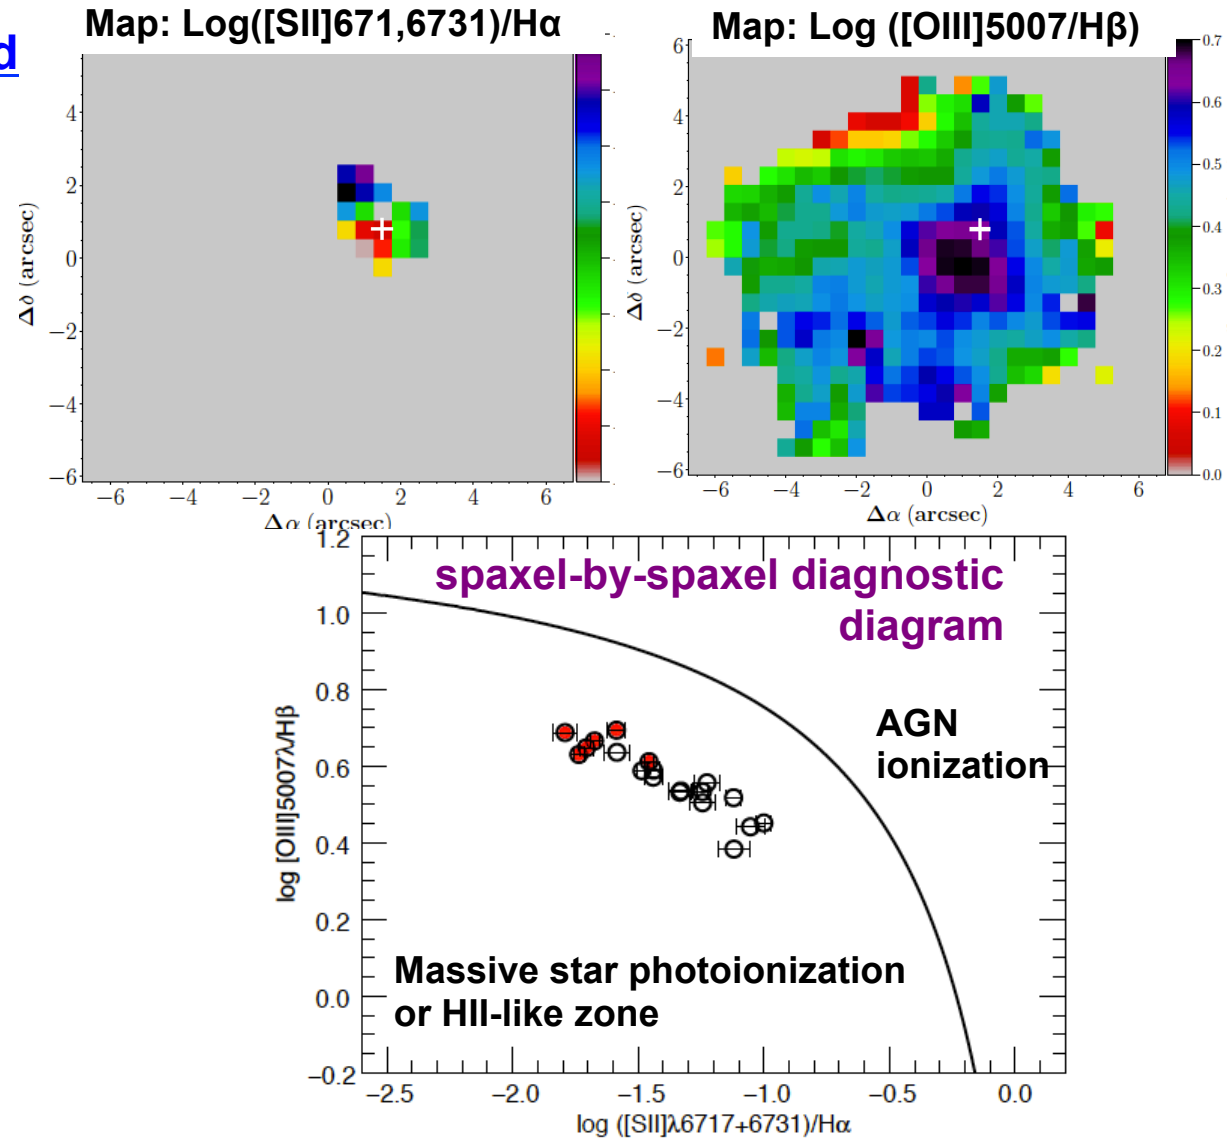 d
Map: Log([SII]671,6731)/Hα
Map: Log ([OIII]5007/Hβ)
4
2
0
−2
−4
−6
Δδ (arcsec)
−6 −4 −2 0 2 4 6
Δα (arcsec)
6
4
2
0
−2
−4
−6
Δδ (arcsec)
−6 −4 −2 0 2 4 6
Δα (arcsec)
0.7
0.6
0.5
0.4
0.3
0.2
0.1
0.0
spaxel-by-spaxel diagnostic
diagram
AGN
ionization
Massive star photoionization
or HII-like zone
1.2
1.0
0.8
0.6
0.4
0.2
0.0
−0.2
log [OIII]5007λ/Hβ
−2.5 −2.0 −1.5 −1.0 −0.5 0.0
log ([SII]λ6717+6731)/Hα